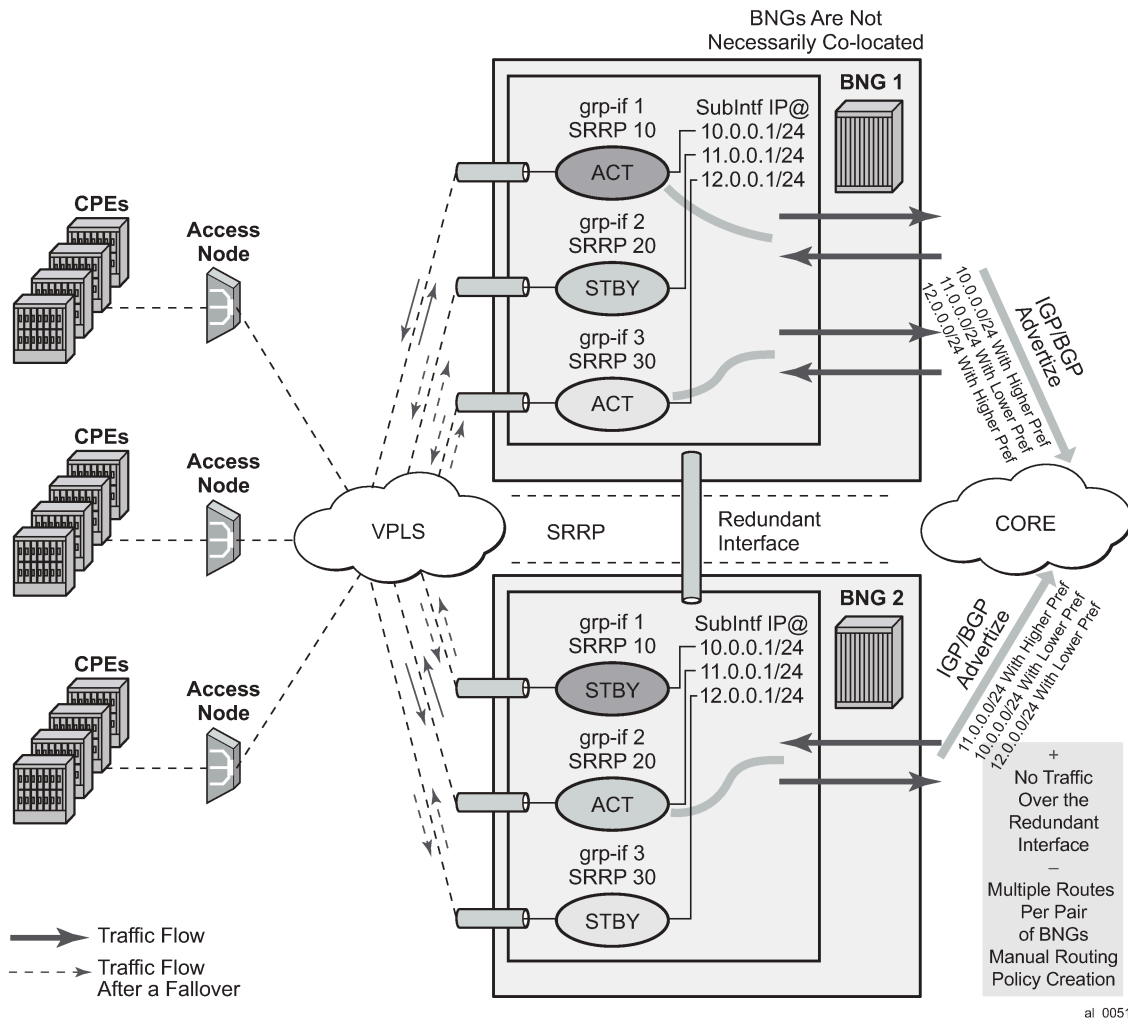 BNGs Are Not
Necessarily Co-located
BNG 1
grp-if 1
SRRP 10
ACT
SubIntf IP@
10.0.0.1/24
11.0.0.1/24
12.0.0.1/24
grp-if 2
SRRP 20
STBY
grp-if 3
SRRP 30
ACT
CPEs
Access
Node
CPEs
Access
Node
CPEs
Access
Node
VPLS
SRRP
Redundant
Interface
IGP/BGP
Advertize
10.0.0.0/24 With Higher Pref
11.0.0.0/24 With Lower Pref
12.0.0.0/24 With Higher Pref
CORE
BNG 2
grp-if 1
SRRP 10
STBY
SubIntf IP@
10.0.0.1/24
11.0.0.1/24
12.0.0.1/24
grp-if 2
SRRP 20
ACT
grp-if 3
SRRP 30
STBY
IGP/BGP
Advertize
11.0.0.0/24 With Higher Pref
10.0.0.0/24 With Lower Pref
12.0.0.0/24 With Lower Pref
+
No Traffic
Over the
Redundant
Interface
–
Multiple Routes
Per Pair
of BNGs
Manual Routing
Policy Creation
Traffic Flow
Traffic Flow
After a Fallover
al_0051